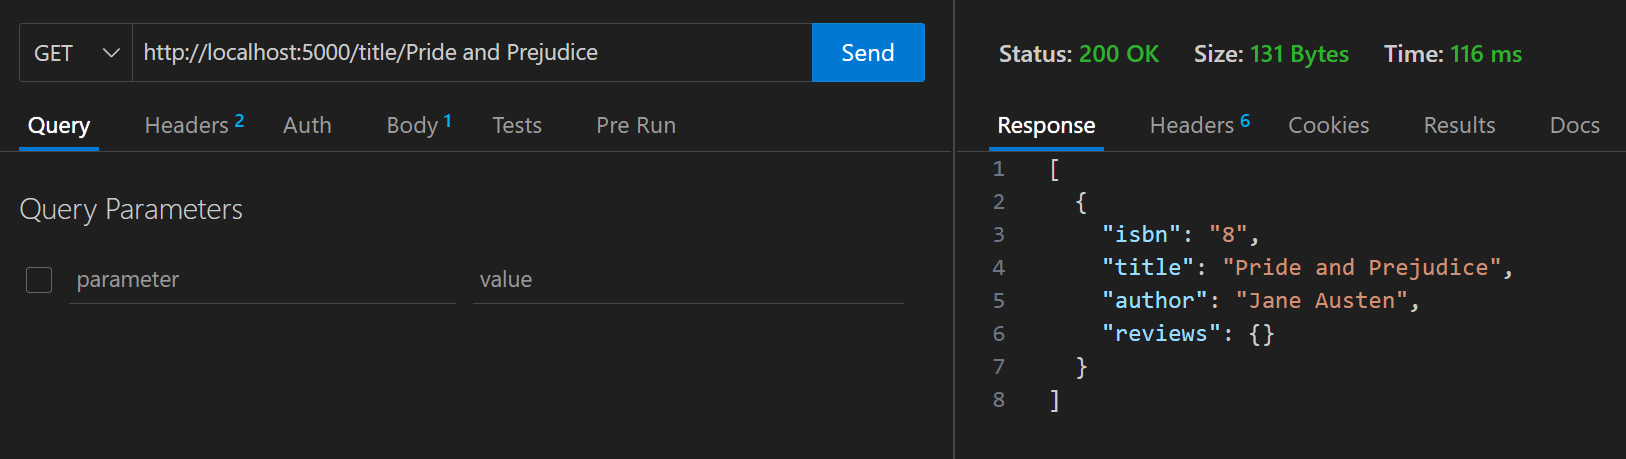 GET http://localhost:5000/title/Pride and Prejudice Send
Query Headers 2 Auth Body 1 Tests Pre Run
Query Parameters
parameter value
Status: 200 OK Size: 131 Bytes Time: 116 ms
Response Headers 6 Cookies Results Docs
1 [
2 {
3 "isbn": "8",
4 "title": "Pride and Prejudice",
5 "author": "Jane Austen",
6 "reviews": {}
7 }
8 ]